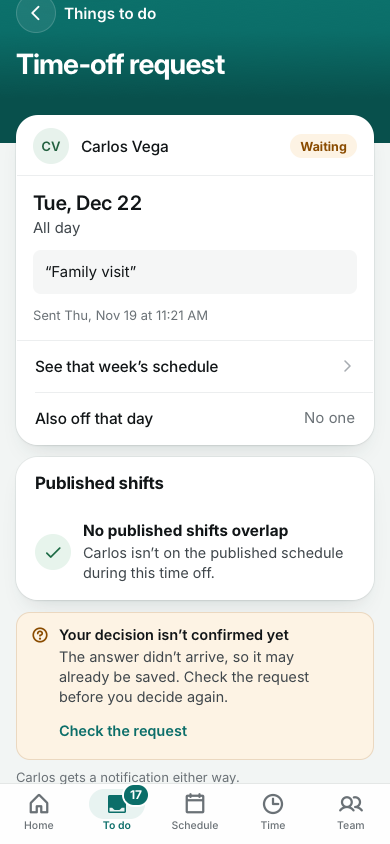 Things to do
Time-off request
CV
Carlos Vega
Waiting
Tue, Dec 22
All day
“Family visit”
Sent Thu, Nov 19 at 11:21 AM
See that week’s schedule
Also off that day
No one
Published shifts
No published shifts overlap
Carlos isn’t on the published schedule
during this time off.
Your decision isn’t confirmed yet
The answer didn’t arrive, so it may
already be saved. Check the request
before you decide again.
Check the request
Carlos gets a notification either way.
17
Home
To do
Schedule
Time
Team